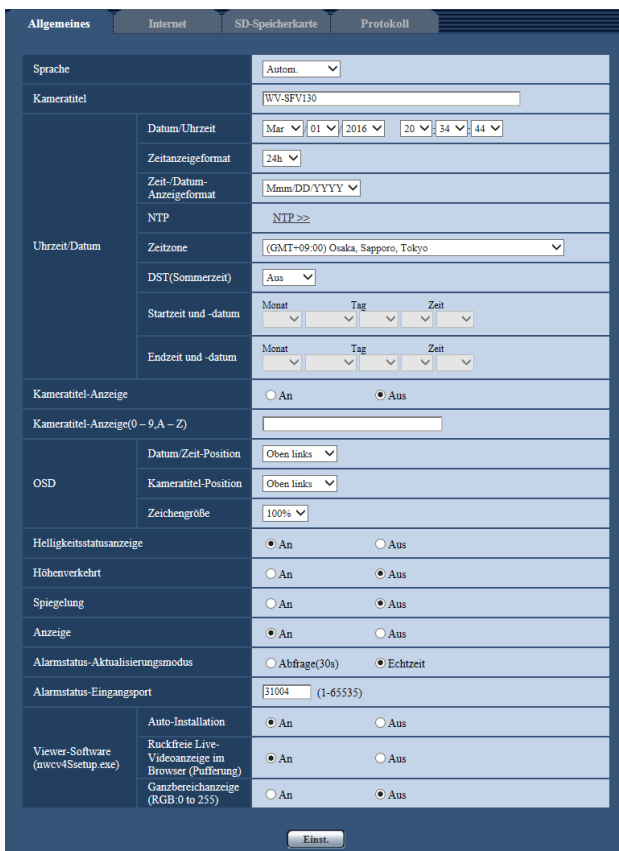 Allgemeines Internet SD-Speicherkarte Protokoll
Sprache Autom.
Kameratitel WV-SFV130
Uhrzeit/Datum
Datum/Uhrzeit Mar / 01 / 2016 20 : 34 : 44
Zeitanzeigeformat 24h
Zeit-/Datum-
Anzeigeformat Mmm/DD/YYYY
NTP NTP >>
Zeitzone (GMT+09:00) Osaka, Sapporo, Tokyo
DST(Sommerzeit) Aus
Startzeit und -datum Monat Tag Zeit
Endzeit und -datum Monat Tag Zeit
Kameratitel-Anzeige An Aus
Kameratitel-Anzeige(0 – 9,A – Z)
OSD
Datum/Zeit-Position Oben links
Kameratitel-Position Oben links
Zeichengröße 100%
Helligkeitsstatusanzeige An Aus
Höhenverkehrt An Aus
Spiegelung An Aus
Anzeige An Aus
Alarmstatus-Aktualisierungsmodus Abfrage(30s) Echtzeit
Alarmstatus-Eingangsport 31004 (1-65535)
Viewer-Software
(nwcv4Ssetup.exe)
Auto-Installation An Aus
Ruckfreie Live-
Videoanzeige im
Browser (Pufferung) An Aus
Ganzbereichanzeige
(RGB:0 to 255) An Aus
Einst.